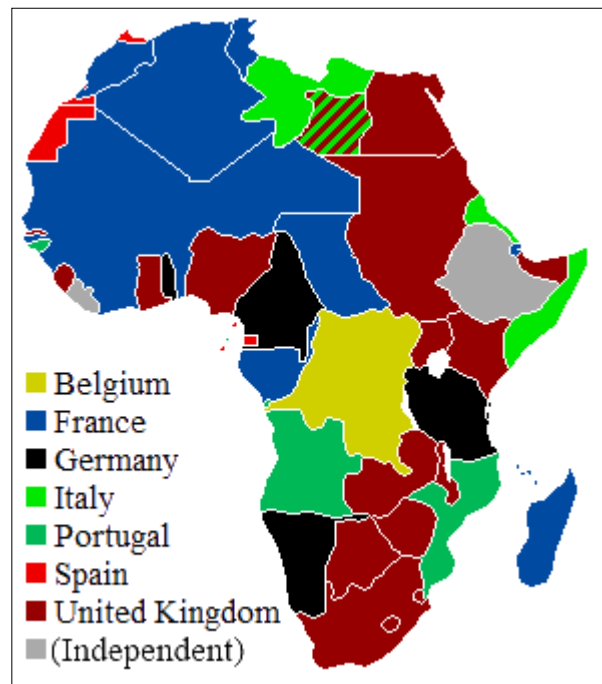 Belgium
France
Germany
Italy
Portugal
Spain
United Kingdom
(Independent)